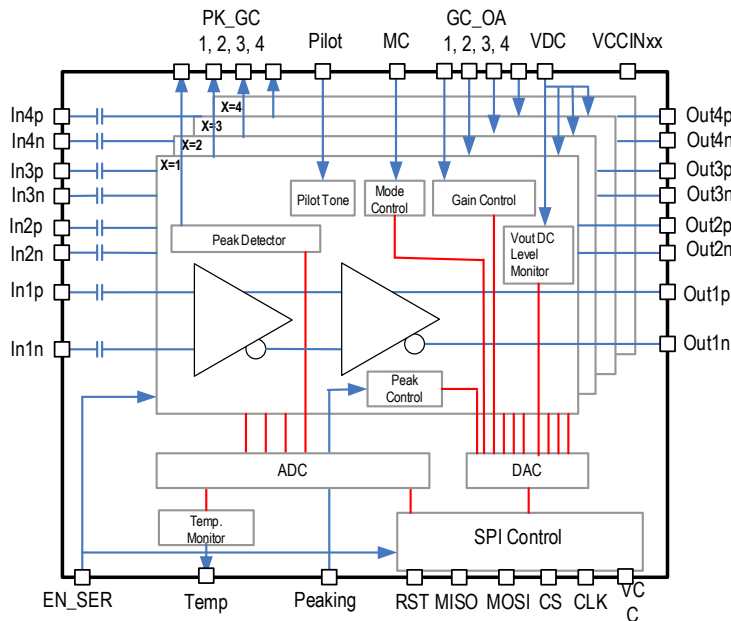 PK_GC
1, 2, 3, 4
Pilot
MC
GC_OA
1, 2, 3, 4
VDC
VCCINxx
In4p
In4n
In3p
In3n
In2p
In2n
In1p
In1n
X=4
X=3
X=2
X=1
Pilot Tone
Mode
Control
Gain Control
Peak Detector
Vout DC
Level
Monitor
Peak
Control
Out4p
Out4n
Out3p
Out3n
Out2p
Out2n
Out1p
Out1n
ADC
DAC
Temp.
Monitor
SPI Control
EN_SER
Temp
Peaking
RST
MISO
MOSI
CS
CLK
VC
C